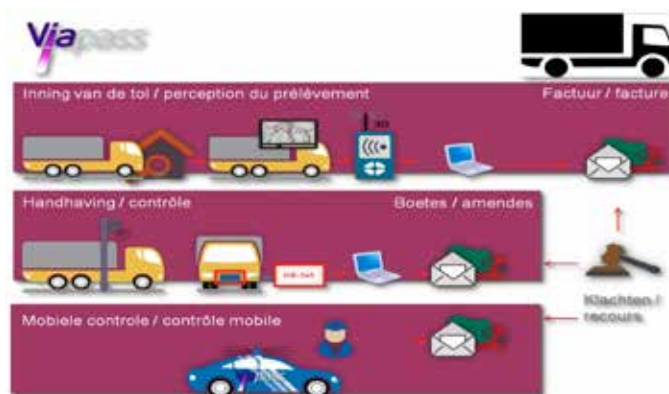 Viapass
Inning van de tol / perception du prélèvement
Factuur / facture
Handhaving / contrôle
Boetes / amendes
Klachten /
recours
Mobiele controle / contrôle mobile